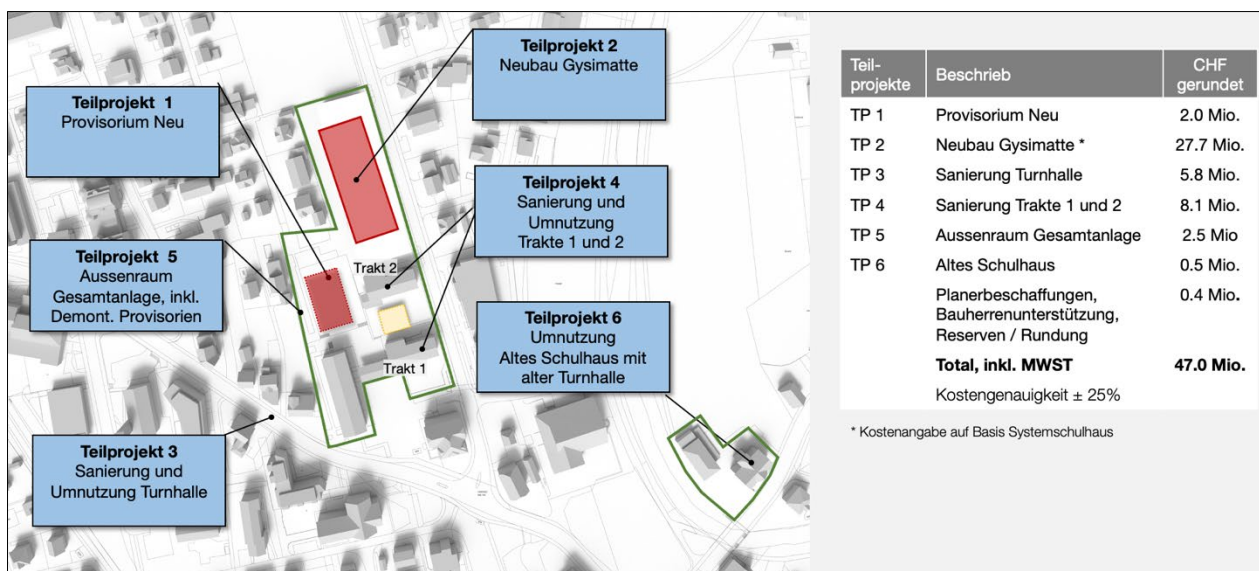 Teilprojekt 2
Neubau Gysimatte
Teilprojekt 1
Provisorium Neu
Teilprojekt 4
Sanierung und
Umnutzung
Trakte 1 und 2
Teilprojekt 5
Aussenraum
Gesamtanlage, inkl.
Demont. Provisorien
Trakt 2
Trakt 1
Teilprojekt 6
Umnutzung
Altes Schulhaus mit
alter Turnhalle
Teilprojekt 3
Sanierung und
Umnutzung Turnhalle
Teil-
projekte Beschrieb CHF
gerundet
TP 1 Provisorium Neu 2.0 Mio.
TP 2 Neubau Gysimatte * 27.7 Mio.
TP 3 Sanierung Turnhalle 5.8 Mio.
TP 4 Sanierung Trakte 1 und 2 8.1 Mio.
TP 5 Aussenraum Gesamtanlage 2.5 Mio
TP 6 Altes Schulhaus 0.5 Mio.
Planerbeschaffungen, 0.4 Mio.
Bauherrenunterstützung,
Reserven / Rundung
Total, inkl. MWST 47.0 Mio.
Kostengenauigkeit ± 25%
* Kostenangabe auf Basis Systemschulhaus